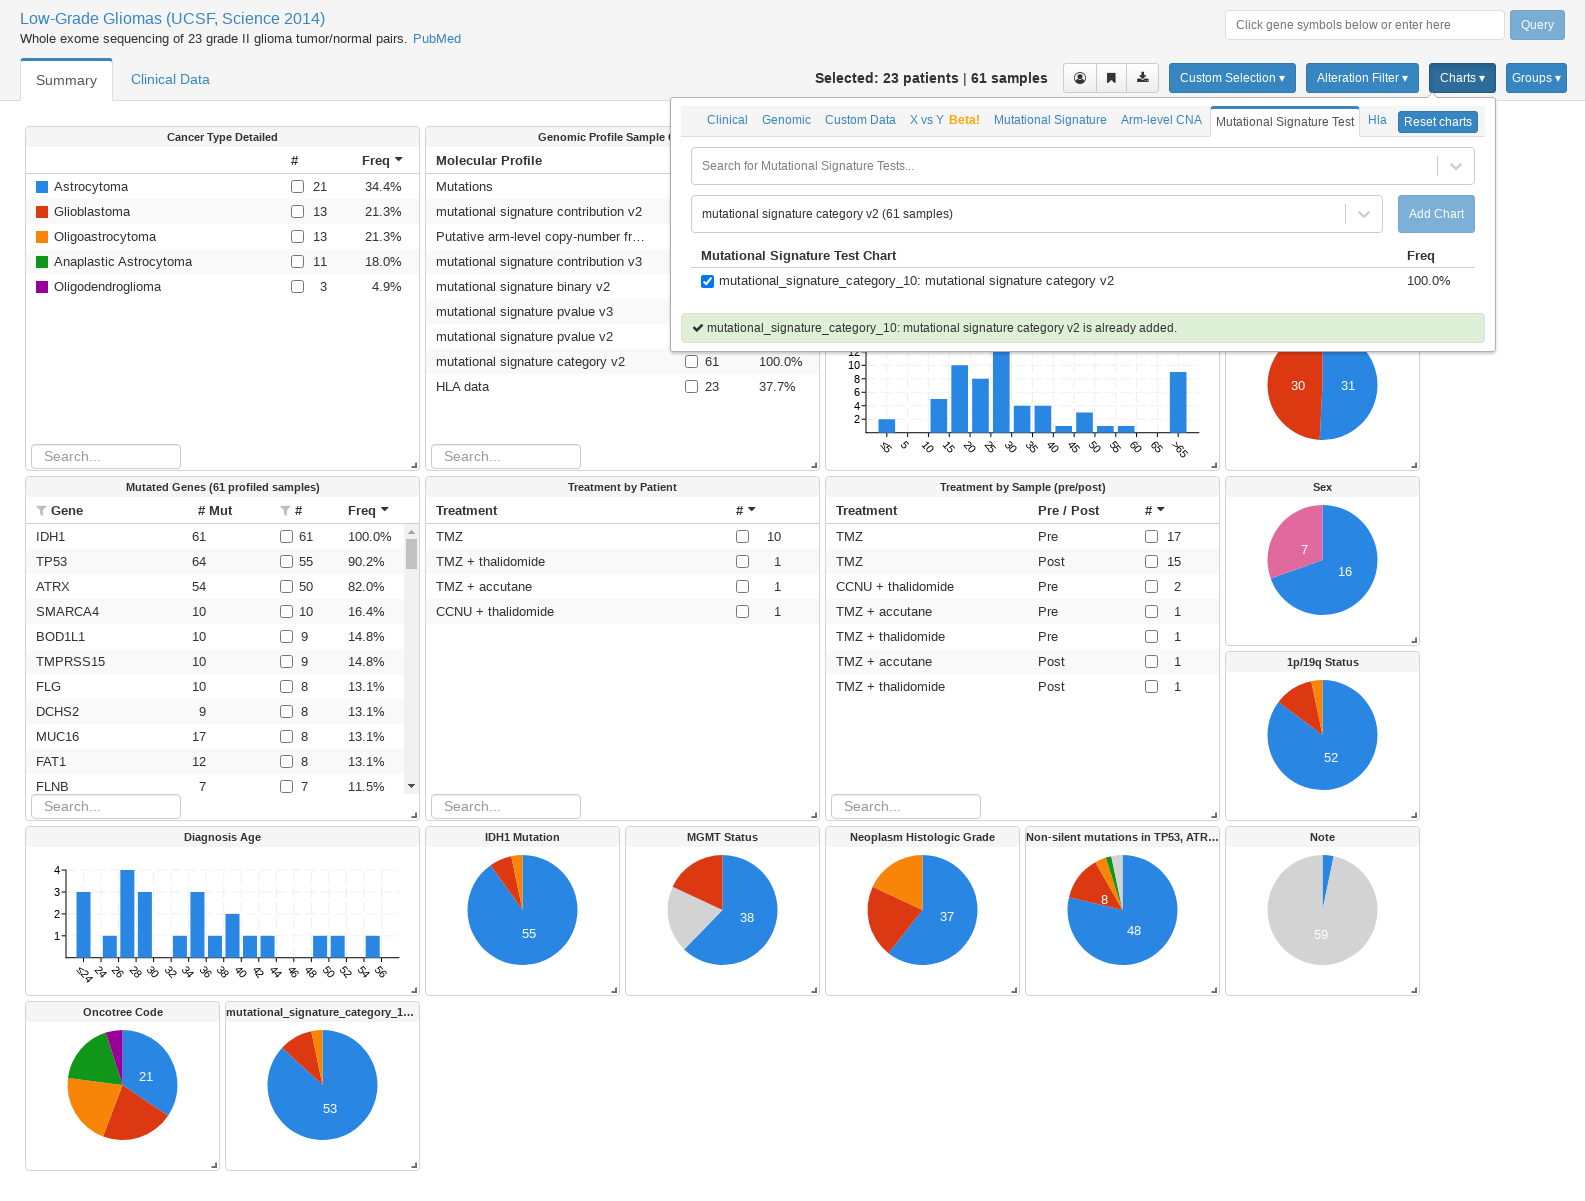 Low-Grade Gliomas (UCSF, Science 2014)
Whole exome sequencing of 23 grade II glioma tumor/normal pairs. PubMed
Click gene symbols below or enter here
Query
Summary
Clinical Data
Selected: 23 patients | 61 samples
Custom Selection ▾
Alteration Filter ▾
Charts ▾
Groups ▾
Clinical
Genomic
Custom Data
X vs Y Beta!
Mutational Signature
Arm-level CNA
Mutational Signature Test
Hla
Reset charts
Search for Mutational Signature Tests...
mutational signature category v2 (61 samples)
Add Chart
Mutational Signature Test Chart Freq
mutational_signature_category_10: mutational signature category v2 100.0%
mutational_signature_category_10: mutational signature category v2 is already added.
Cancer Type Detailed
# Freq
Astrocytoma 21 34.4%
Glioblastoma 13 21.3%
Oligoastrocytoma 13 21.3%
Anaplastic Astrocytoma 11 18.0%
Oligodendroglioma 3 4.9%
Search...
Genomic Profile Sample
Molecular Profile
Mutations
mutational signature contribution v2
Putative arm-level copy-number fr…
mutational signature contribution v3
mutational signature binary v2
mutational signature pvalue v3
mutational signature pvalue v2
mutational signature category v2 61 100.0%
HLA data 23 37.7%
Search...
12
10
8
6
4
2
≤5 5 10 15 20 25 30 35 40 45 50 55 60 65 >65
30
31
Mutated Genes (61 profiled samples)
Gene # Mut # Freq
IDH1 61 61 100.0%
TP53 64 55 90.2%
ATRX 54 50 82.0%
SMARCA4 10 10 16.4%
BOD1L1 10 9 14.8%
TMPRSS15 10 9 14.8%
FLG 10 8 13.1%
DCHS2 9 8 13.1%
MUC16 17 8 13.1%
FAT1 12 8 13.1%
FLNB 7 7 11.5%
Search...
Treatment by Patient
Treatment #
TMZ 10
TMZ + thalidomide 1
TMZ + accutane 1
CCNU + thalidomide 1
Search...
Treatment by Sample (pre/post)
Treatment Pre / Post #
TMZ Pre 17
TMZ Post 15
CCNU + thalidomide Pre 2
TMZ + accutane Pre 1
TMZ + thalidomide Pre 1
TMZ + accutane Post 1
TMZ + thalidomide Post 1
Search...
Sex
7
16
1p/19q Status
52
Diagnosis Age
4
3
2
1
≤24 24 26 28 30 32 34 36 38 40 42 44 46 48 50 52 54 56
IDH1 Mutation
55
MGMT Status
38
Neoplasm Histologic Grade
37
Non-silent mutations in TP53, ATR…
8
48
Note
59
Oncotree Code
21
mutational_signature_category_1…
53